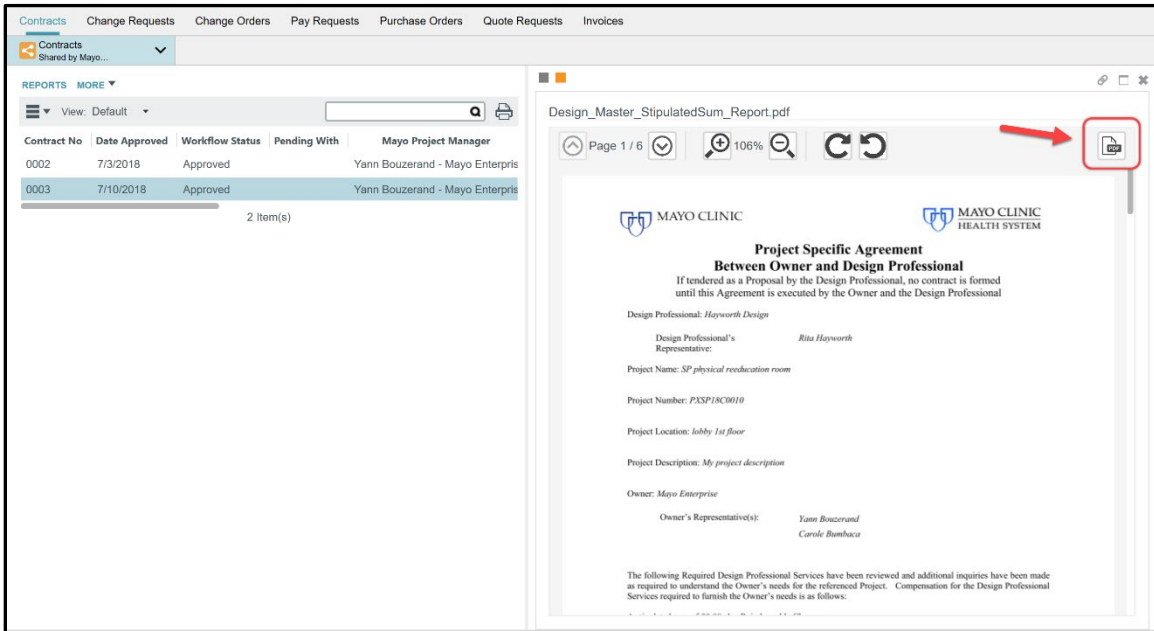 Contracts Change Requests Change Orders Pay Requests Purchase Orders Quote Requests Invoices
Contracts
Shared by Mayo...
REPORTS MORE
View: Default
Contract No Date Approved Workflow Status Pending With Mayo Project Manager
0002 7/3/2018 Approved Yann Bouzerand - Mayo Enterpris
0003 7/10/2018 Approved Yann Bouzerand - Mayo Enterpris
2 Item(s)
Design_Master_StipulatedSum_Report.pdf
Page 1 / 6 106%
PDF
MAYO CLINIC
MAYO CLINIC
HEALTH SYSTEM
Project Specific Agreement
Between Owner and Design Professional
If tendered as a Proposal by the Design Professional, no contract is formed
until this Agreement is executed by the Owner and the Design Professional
Design Professional: Hayworth Design
Design Professional's Rita Hayworth
Representative:
Project Name: SP physical reeducation room
Project Number: PXSP18C0010
Project Location: lobby 1st floor
Project Description: My project description
Owner: Mayo Enterprise
Owner's Representative(s): Yann Bouzerand
Carole Bumbaca
The following Required Design Professional Services have been reviewed and additional inquiries have been made
as required to understand the Owner's needs for the referenced Project. Compensation for the Design Professional
Services required to furnish the Owner's needs is as follows: